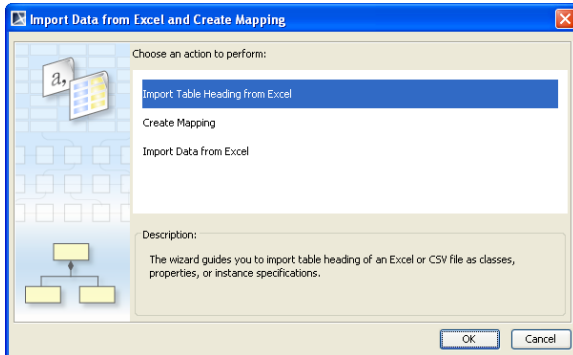 Import Data from Excel and Create Mapping
Choose an action to perform:
a,
Import Table Heading from Excel
Create Mapping
Import Data from Excel
Description:
The wizard guides you to import table heading of an Excel or CSV file as classes,
properties, or instance specifications.
OK
Cancel